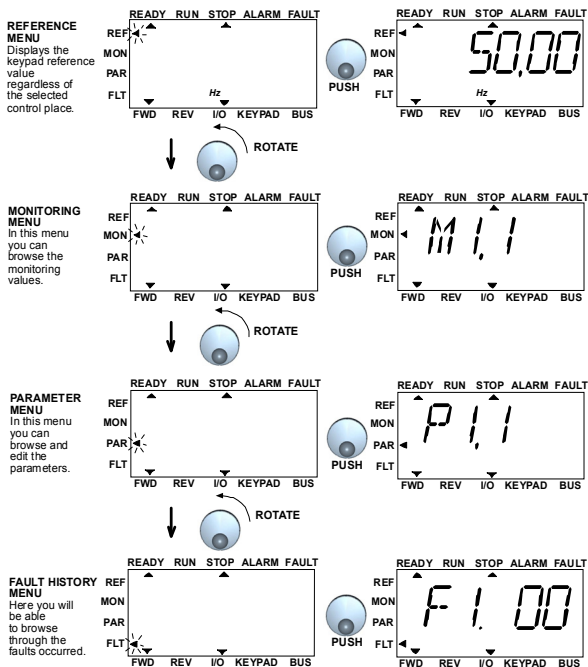 REFERENCE
MENU
Displays the
keypad reference
value
regardless of
the selected
control place.
READY RUN STOP ALARM FAULT
REF
MON
PAR
FLT
Hz
FWD REV I/O KEYPAD BUS
PUSH
READY RUN STOP ALARM FAULT
REF
MON
PAR
FLT
50,00
Hz
FWD REV I/O KEYPAD BUS
ROTATE
MONITORING
MENU
In this menu
you can
browse the
monitoring
values.
READY RUN STOP ALARM FAULT
REF
MON
PAR
FLT
FWD REV I/O KEYPAD BUS
PUSH
READY RUN STOP ALARM FAULT
REF
MON
PAR
FLT
M1,1
FWD REV I/O KEYPAD BUS
ROTATE
PARAMETER
MENU
In this menu
you can
browse and
edit the
parameters.
READY RUN STOP ALARM FAULT
REF
MON
PAR
FLT
FWD REV I/O KEYPAD BUS
PUSH
READY RUN STOP ALARM FAULT
REF
MON
PAR
FLT
P1,1
FWD REV I/O KEYPAD BUS
ROTATE
FAULT HISTORY
MENU
Here you will
be able
to browse
through the
faults occurred.
READY RUN STOP ALARM FAULT
REF
MON
PAR
FLT
FWD REV I/O KEYPAD BUS
PUSH
READY RUN STOP ALARM FAULT
REF
MON
PAR
FLT
F1. 00
FWD REV I/O KEYPAD BUS